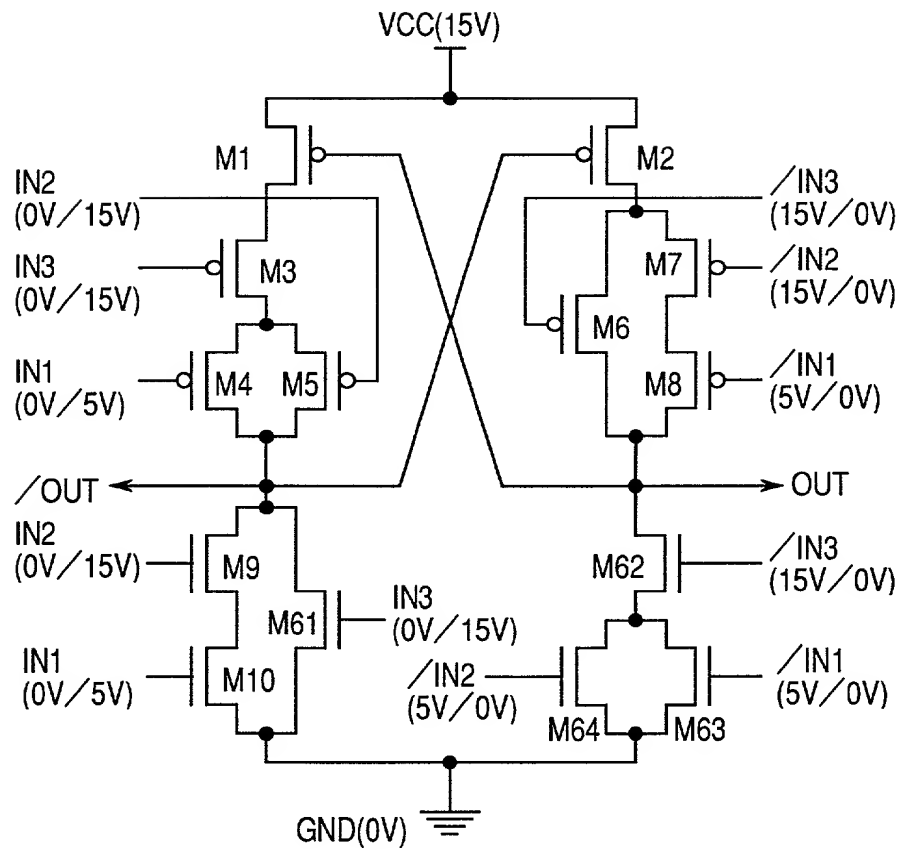 VCC(15V)
M1
M2
IN2
(0V/15V)
/IN3
(15V/0V)
IN3
(0V/15V)
M3
M7
/IN2
(15V/0V)
M6
IN1
(0V/5V)
M4
M5
M8
/IN1
(5V/0V)
/OUT
OUT
IN2
(0V/15V)
M9
M62
/IN3
(15V/0V)
M61
IN3
(0V/15V)
IN1
(0V/5V)
M10
/IN2
(5V/0V)
/IN1
(5V/0V)
M64
M63
GND(0V)